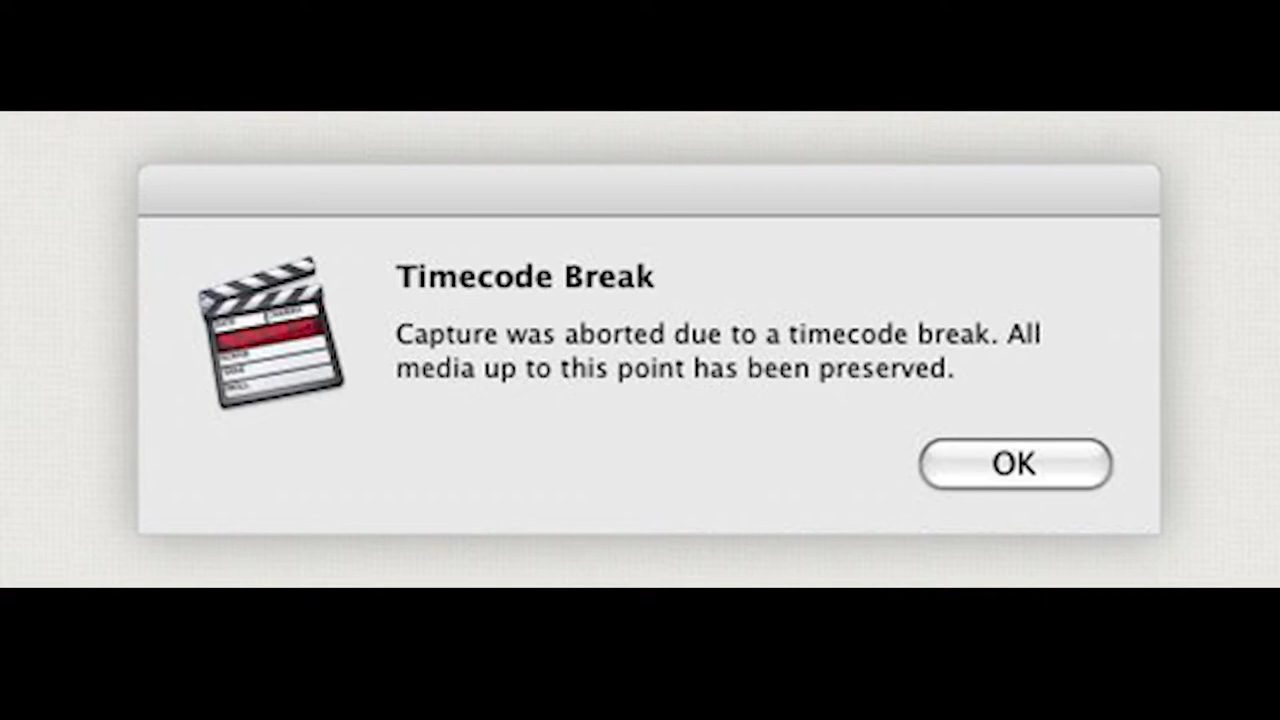 Timecode Break
Capture was aborted due to a timecode break. All
media up to this point has been preserved.
OK